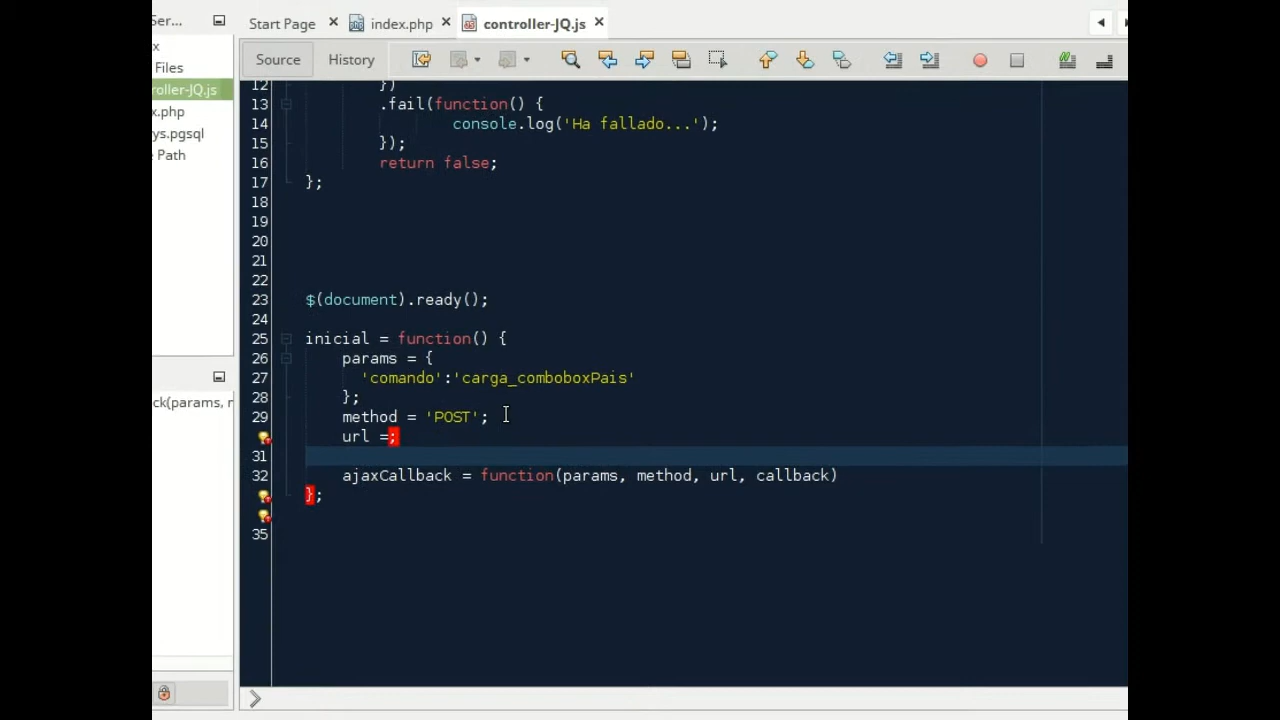 Ser...
Start Page
index.php
controller-JQ.js
Source
History
x
Files
roller-JQ.js
x.php
ys.pgsql
e Path
ck(params, r
12 })
13 .fail(function() {
14 console.log('Ha fallado...');
15 });
16 return false;
17 };
18
19
20
21
22
23 $(document).ready();
24
25 inicial = function() {
26 params = {
27 'comando':'carga_comboboxPais'
28 };
29 method = 'POST';
url =;
31
32 ajaxCallback = function(params, method, url, callback)
};
35